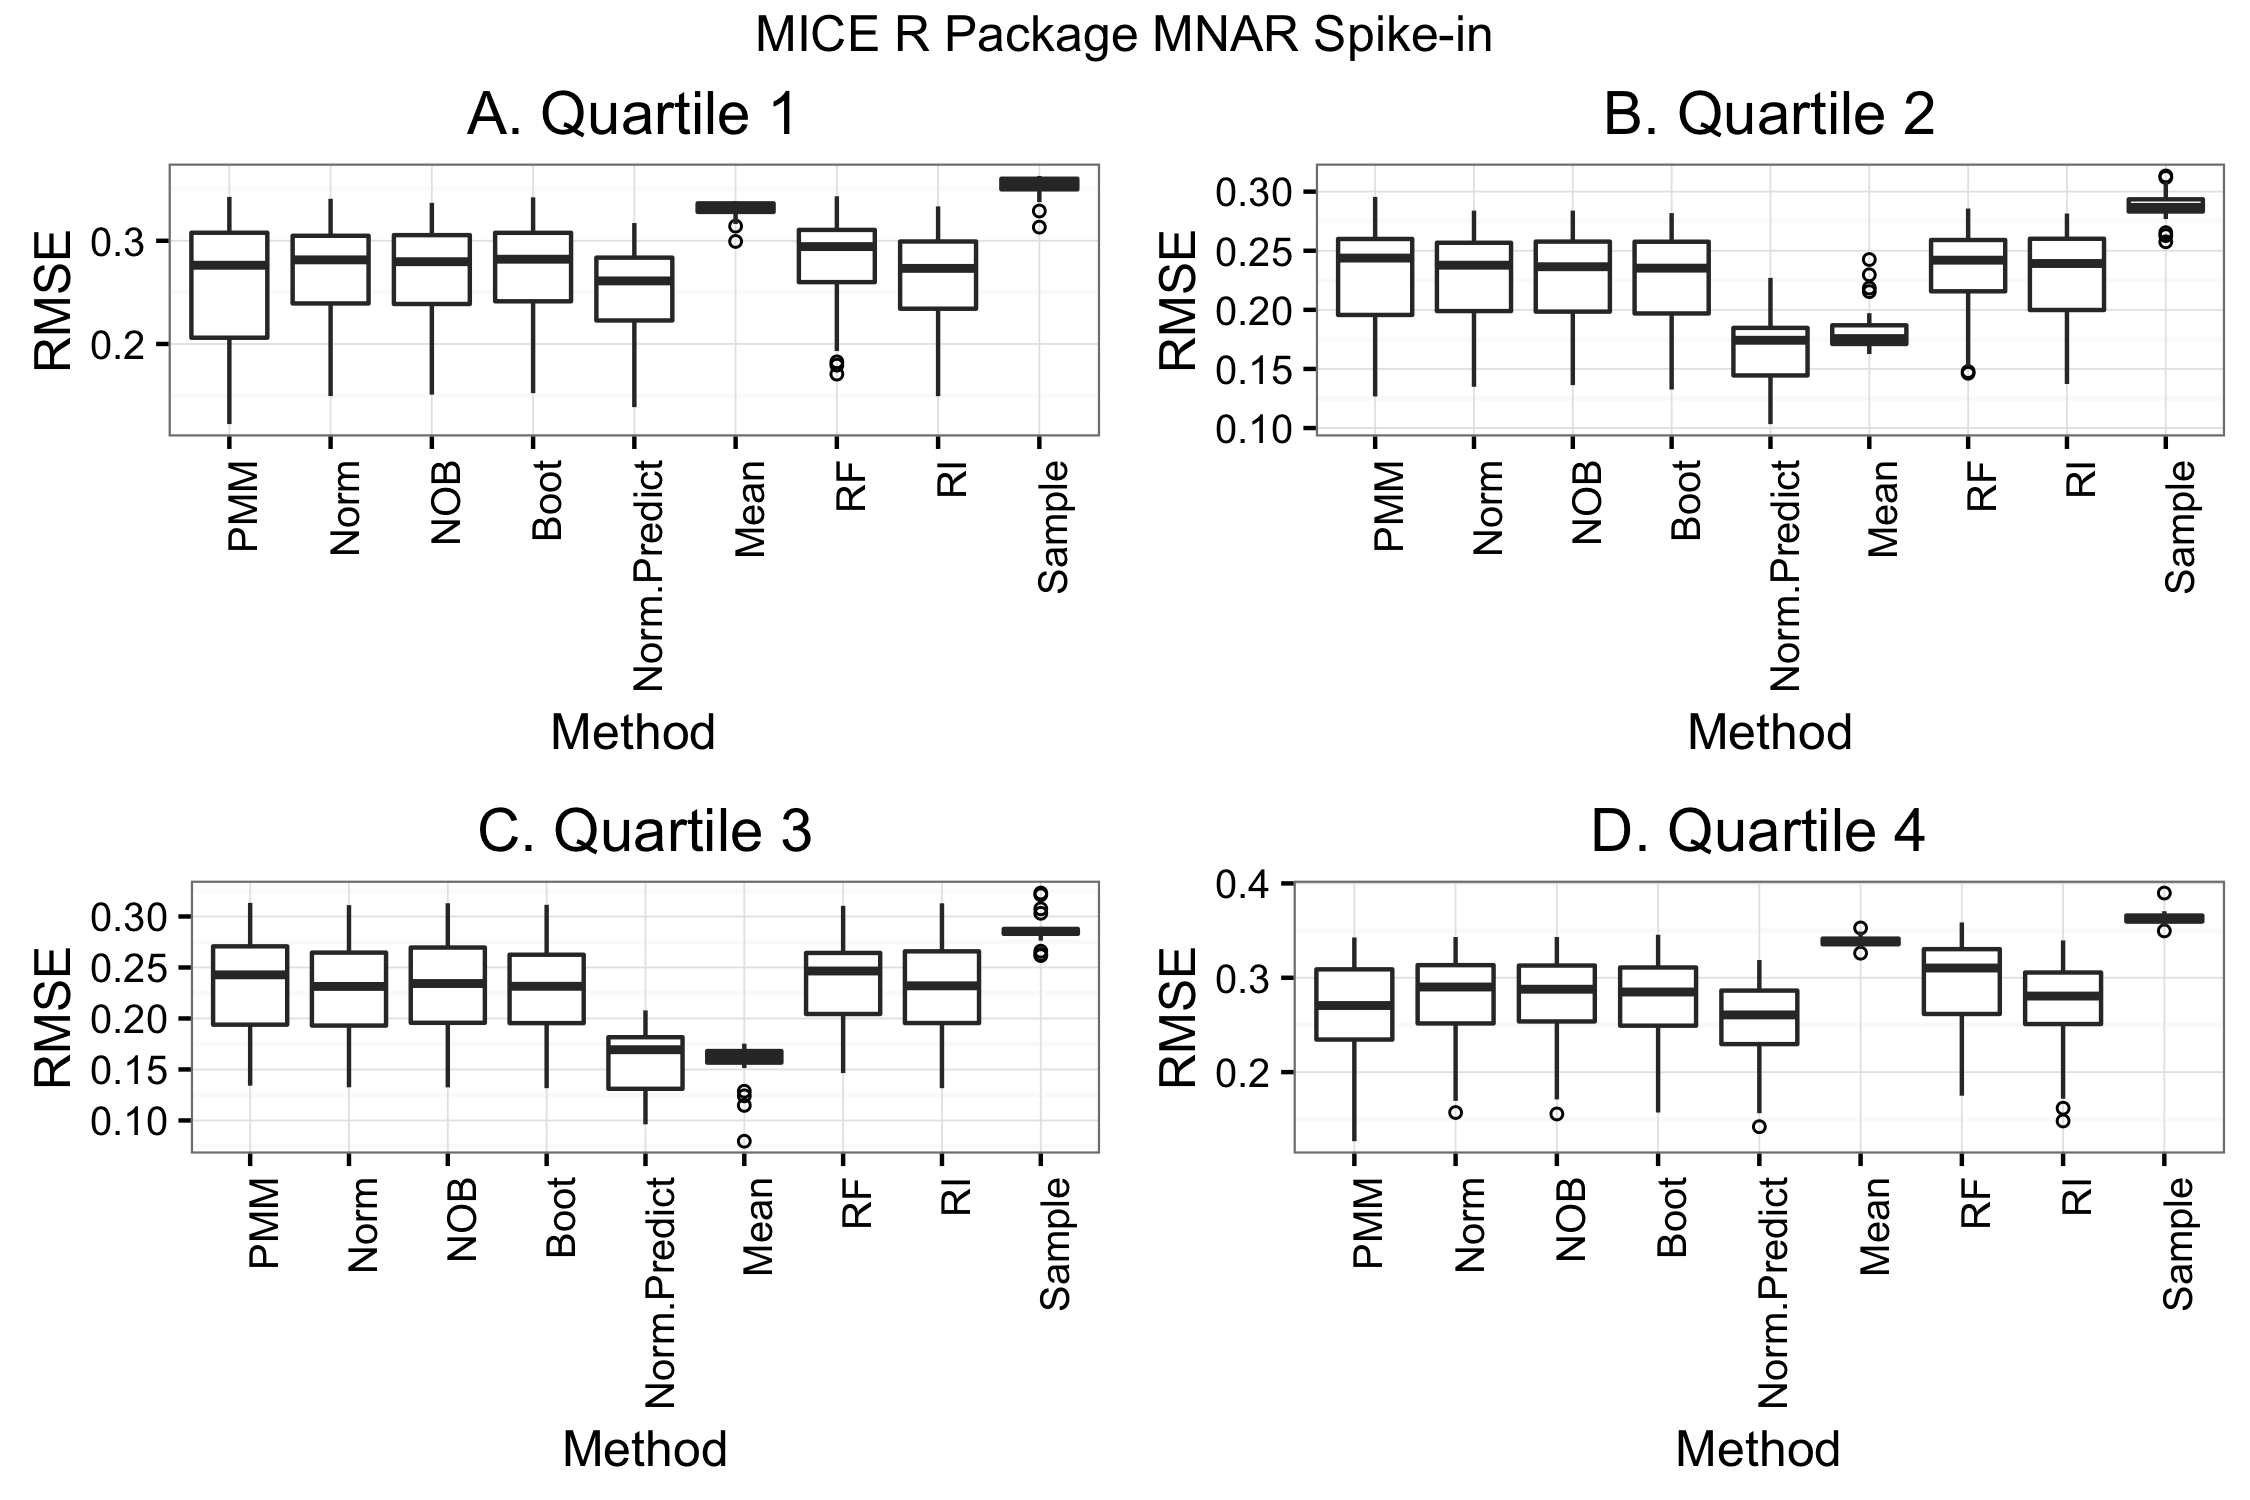 MICE R Package MNAR Spike-in
A. Quartile 1
RMSE
0.3
0.2
PMM
Norm
NOB
Boot
Norm.Predict
Mean
RF
RI
Sample
Method
B. Quartile 2
RMSE
0.30
0.25
0.20
0.15
0.10
PMM
Norm
NOB
Boot
Norm.Predict
Mean
RF
RI
Sample
Method
C. Quartile 3
RMSE
0.30
0.25
0.20
0.15
0.10
PMM
Norm
NOB
Boot
Norm.Predict
Mean
RF
RI
Sample
Method
D. Quartile 4
RMSE
0.4
0.3
0.2
PMM
Norm
NOB
Boot
Norm.Predict
Mean
RF
RI
Sample
Method